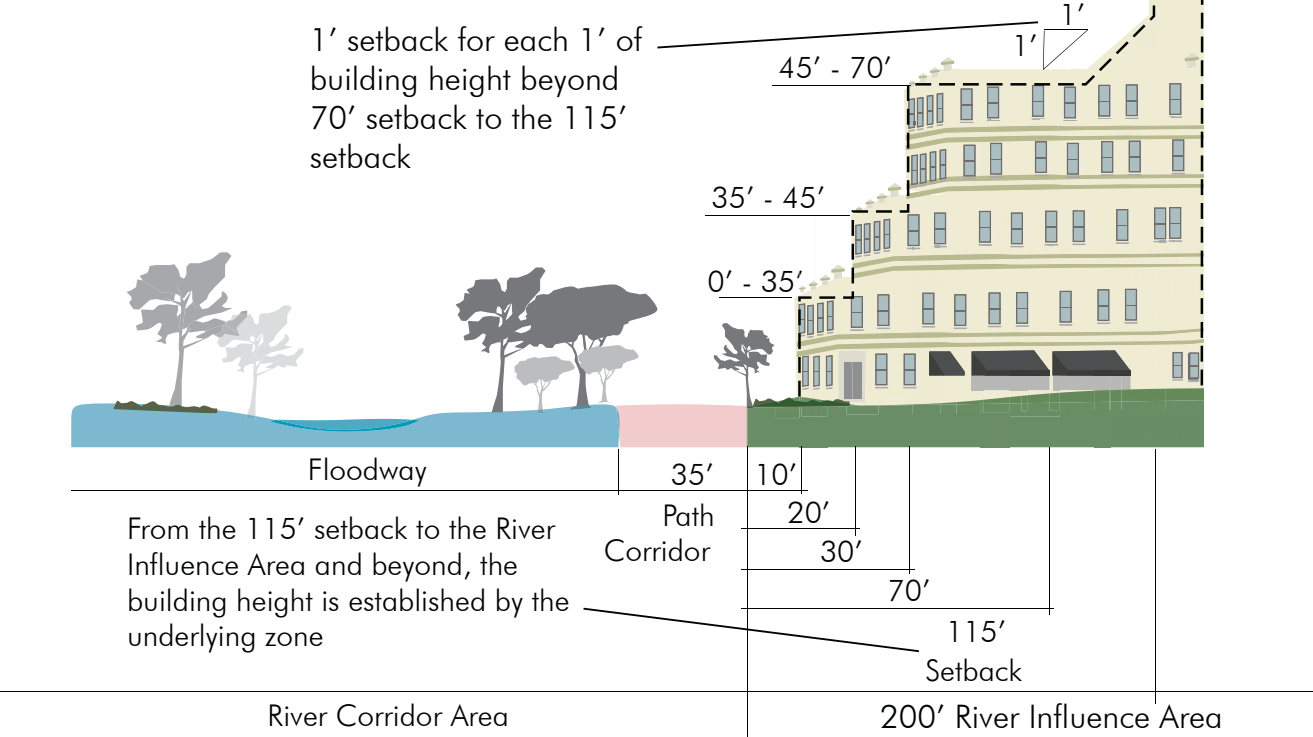 1′
1′ setback for each 1′ of
1′
building height beyond
45′ - 70′
70′ setback to the 115′
setback
35′ - 45′
0′ - 35′
Floodway
35′
10′
Path
Corridor
20′
30′
70′
115′
Setback
From the 115′ setback to the River
Influence Area and beyond, the
building height is established by the
underlying zone
River Corridor Area
200′ River Influence Area